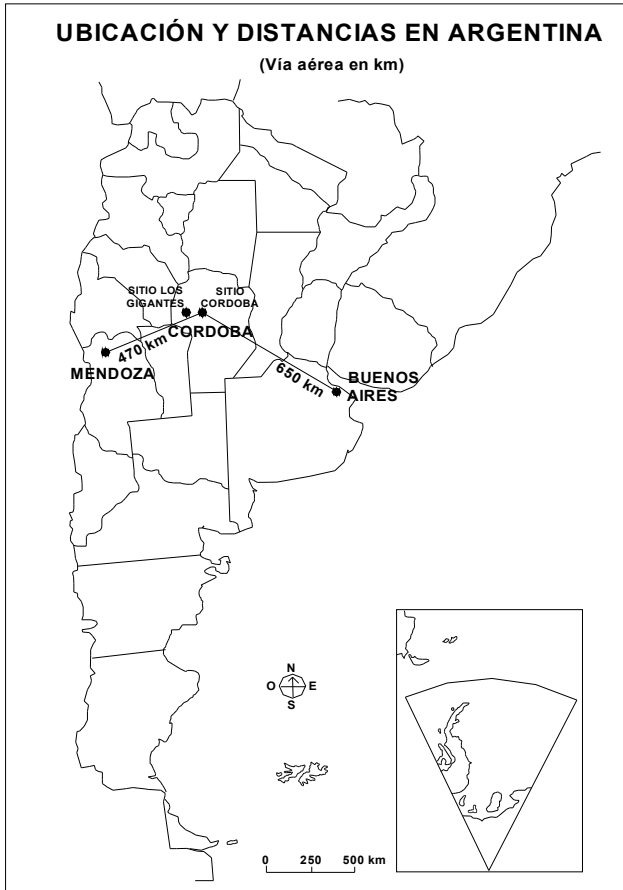 UBICACIÓN Y DISTANCIAS EN ARGENTINA
(Vía aérea en km)
SITIO LOS
GIGANTES
SITIO
CORDOBA
CORDOBA
470 km
MENDOZA
650 km
BUENOS
AIRES
N
O E
S
0 250 500 km